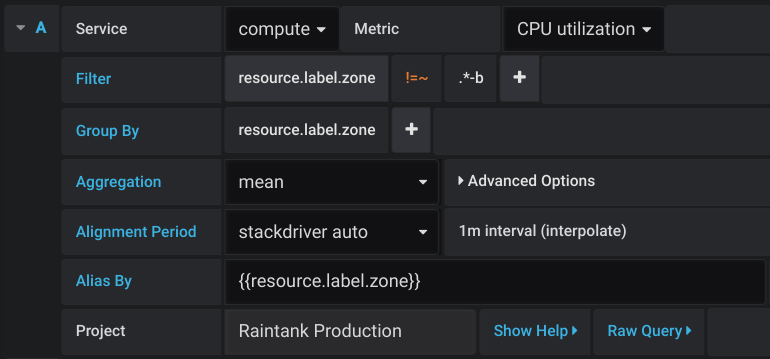 A Service compute Metric CPU utilization
Filter resource.label.zone !=~ .*-b +
Group By resource.label.zone +
Aggregation mean Advanced Options
Alignment Period stackdriver auto 1m interval (interpolate)
Alias By {{resource.label.zone}}
Project Raintank Production Show Help Raw Query